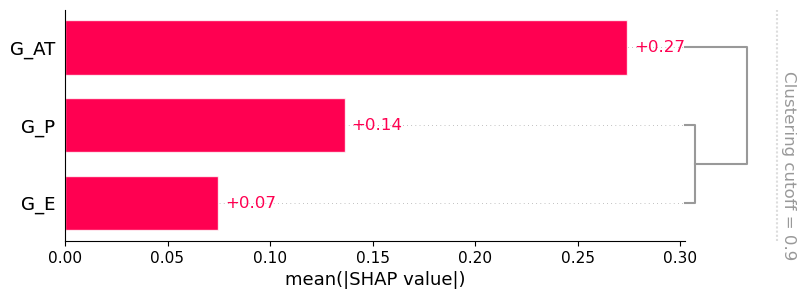 G_AT
+0.27
G_P
+0.14
G_E
+0.07
0.00 0.05 0.10 0.15 0.20 0.25 0.30
mean(|SHAP value|)
Clustering cutoff = 0.9